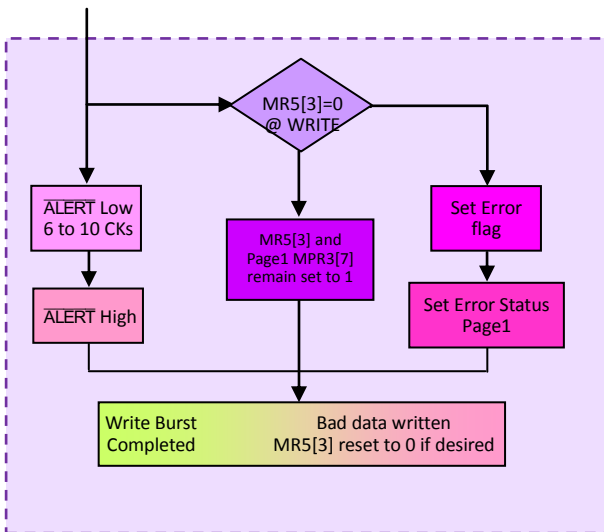 MR5[3]=0
@ WRITE
A̅L̅E̅R̅T̅ Low
6 to 10 CKs
MR5[3] and
Page1 MPR3[7]
remain set to 1
Set Error
flag
A̅L̅E̅R̅T̅ High
Set Error Status
Page1
Write Burst
Completed
Bad data written
MR5[3] reset to 0 if desired